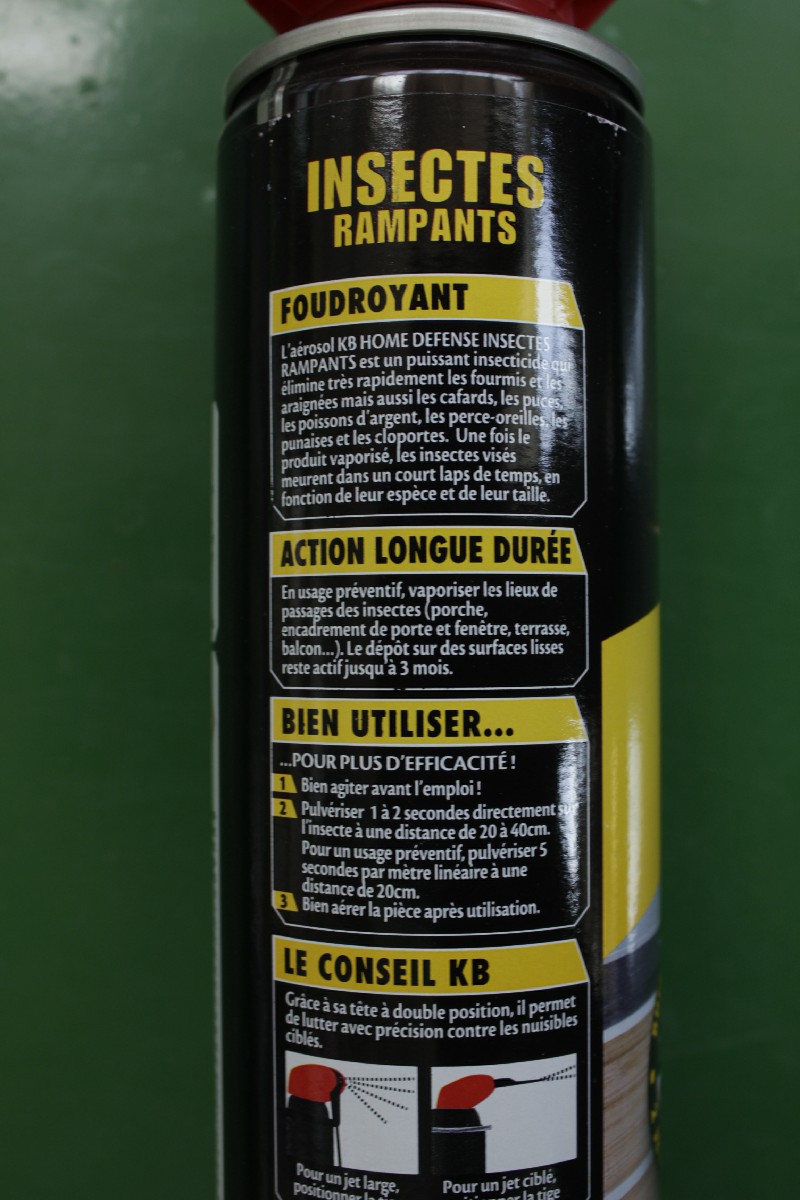 INSECTES
RAMPANTS
FOUDROYANT
L'aérosol KB HOME DEFENSE INSECTES
RAMPANTS est un puissant insecticide qui
élimine très rapidement les fourmis et les
araignées mais aussi les cafards, les puces,
les poissons d'argent, les perce-oreilles, les
punaises et les cloportes. Une fois le
produit vaporisé, les insectes visés
meurent dans un court laps de temps, en
fonction de leur espèce et de leur taille.
ACTION LONGUE DURÉE
En usage préventif, vaporiser les lieux de
passages des insectes (porche,
encadrement de porte et fenêtre, terrasse,
balcon...). Le dépôt sur des surfaces lisses
reste actif jusqu'à 3 mois.
BIEN UTILISER...
...POUR PLUS D'EFFICACITÉ !
1 Bien agiter avant l'emploi !
2 Pulvériser 1 à 2 secondes directement sur
l'insecte à une distance de 20 à 40cm.
Pour un usage préventif, pulvériser 5
secondes par mètre linéaire à une
distance de 20cm.
3 Bien aérer la pièce après utilisation.
LE CONSEIL KB
Grâce à sa tête à double position, il permet
de lutter avec précision contre les nuisibles
ciblés.
Pour un jet large,
positionner la
Pour un jet ciblé,
positionner la tige